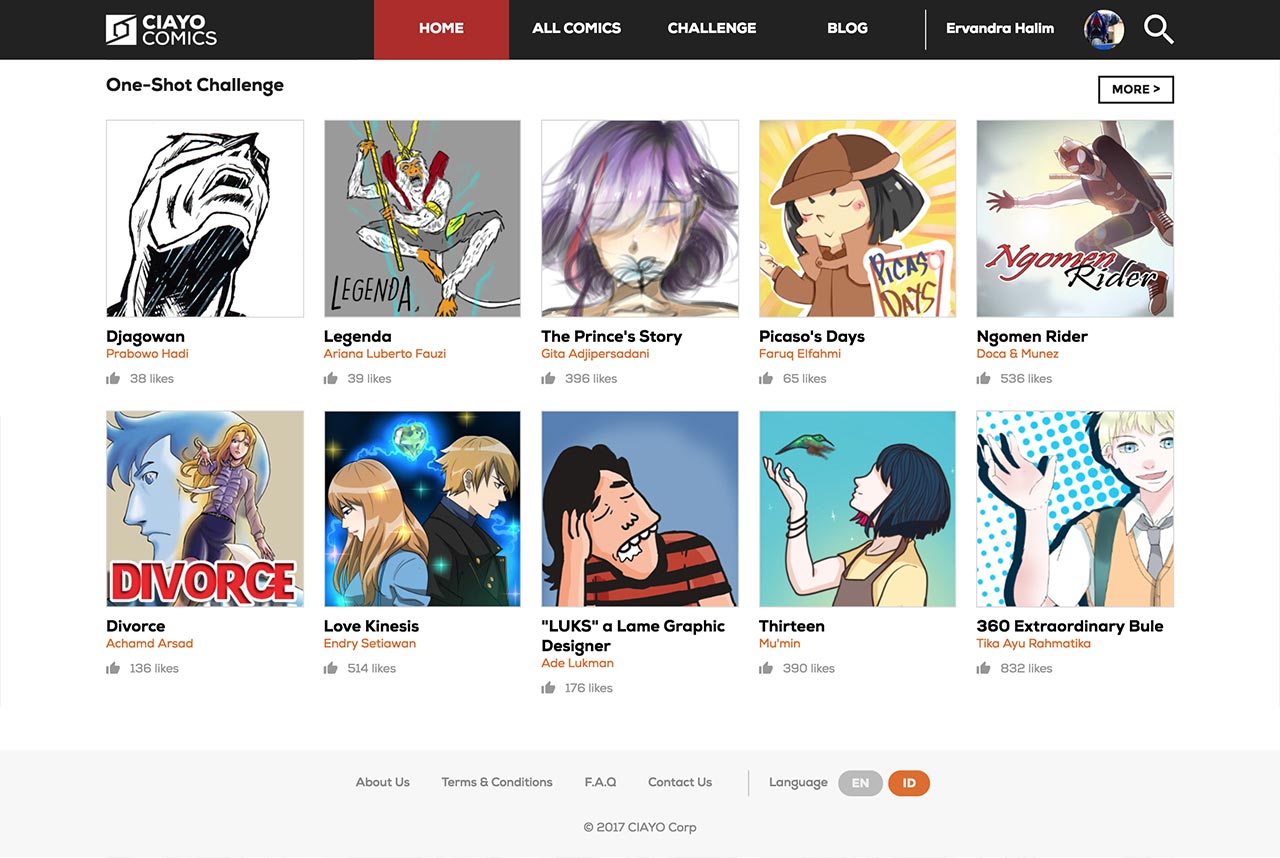 CIAYO
COMICS
HOME
ALL COMICS
CHALLENGE
BLOG
Ervandra Halim
One-Shot Challenge
MORE >
LEGENDA,
PICASO
DAYS
Ngomen
Rider
Djagowan
Prabowo Hadi
38 likes
Legenda
Ariana Luberto Fauzi
39 likes
The Prince's Story
Gita Adjipersadani
396 likes
Picaso's Days
Faruq Elfahmi
65 likes
Ngomen Rider
Doca & Munez
536 likes
DIVORCE
Divorce
Achamd Arsad
136 likes
Love Kinesis
Endry Setiawan
514 likes
"LUKS" a Lame Graphic
Designer
Ade Lukman
176 likes
Thirteen
Mu'min
390 likes
360 Extraordinary Bule
Tika Ayu Rahmatika
832 likes
About Us
Terms & Conditions
F.A.Q
Contact Us
Language
EN
ID
© 2017 CIAYO Corp